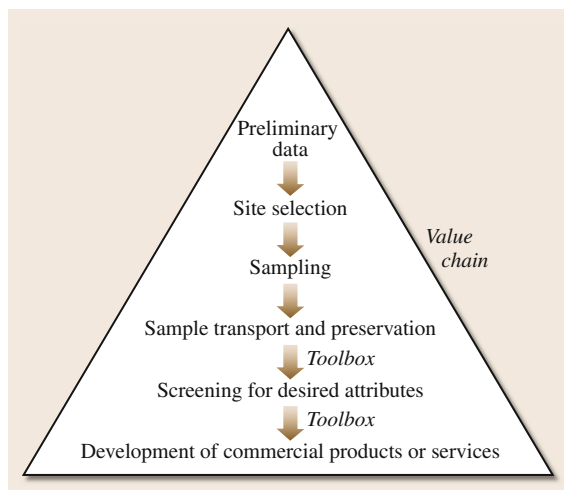 Preliminary
data
Site selection
Value
chain
Sampling
Sample transport and preservation
Toolbox
Screening for desired attributes
Toolbox
Development of commercial products or services